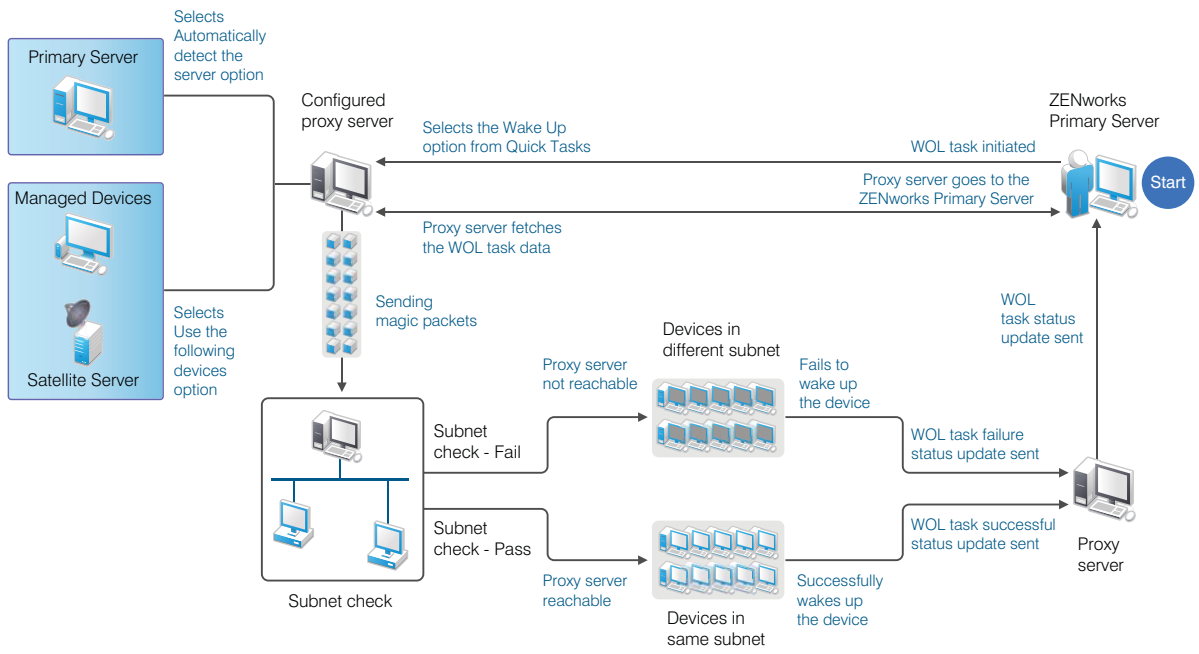 Selects
Automatically
detect the
server option
Primary Server
Configured
proxy server
ZENworks
Primary Server
Selects the Wake Up
option from Quick Tasks
WOL task initiated
Start
Proxy server goes to the
ZENworks Primary Server
Managed Devices
Proxy server fetches
the WOL task data
Sending
magic packets
Selects
Use the
following
devices
option
Satellite Server
WOL
task status
update sent
Devices in
different subnet
Proxy server
not reachable
Fails to
wake up
the device
Subnet
check - Fail
WOL task failure
status update sent
Subnet
check - Pass
WOL task successful
status update sent
Proxy
server
Proxy server
reachable
Successfully
wakes up
the device
Subnet check
Devices in
same subnet